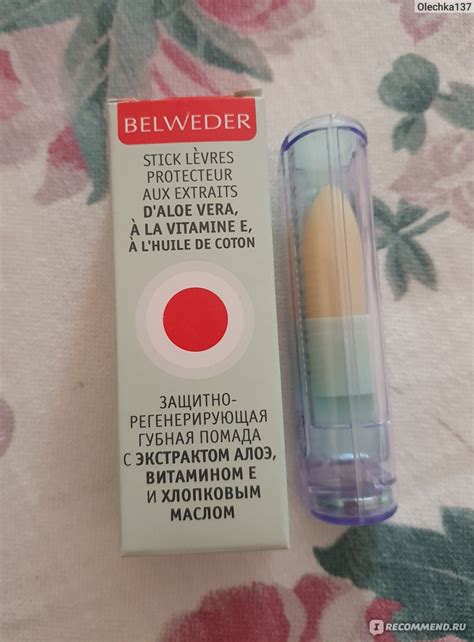 Olechka137
BELWEDER
STICK LÈVRES
PROTECTEUR
AUX EXTRAITS
D'ALOE VERA,
À LA VITAMINE E,
À L'HUILE DE COTON
ЗАЩИТНО-
РЕГЕНЕРИРУЮЩАЯ
ГУБНАЯ ПОМАДА
С ЭКСТРАКТОМ АЛОЭ,
ВИТАМИНОМ Е
И ХЛОПКОВЫМ
МАСЛОМ
I RECOMMEND.RU